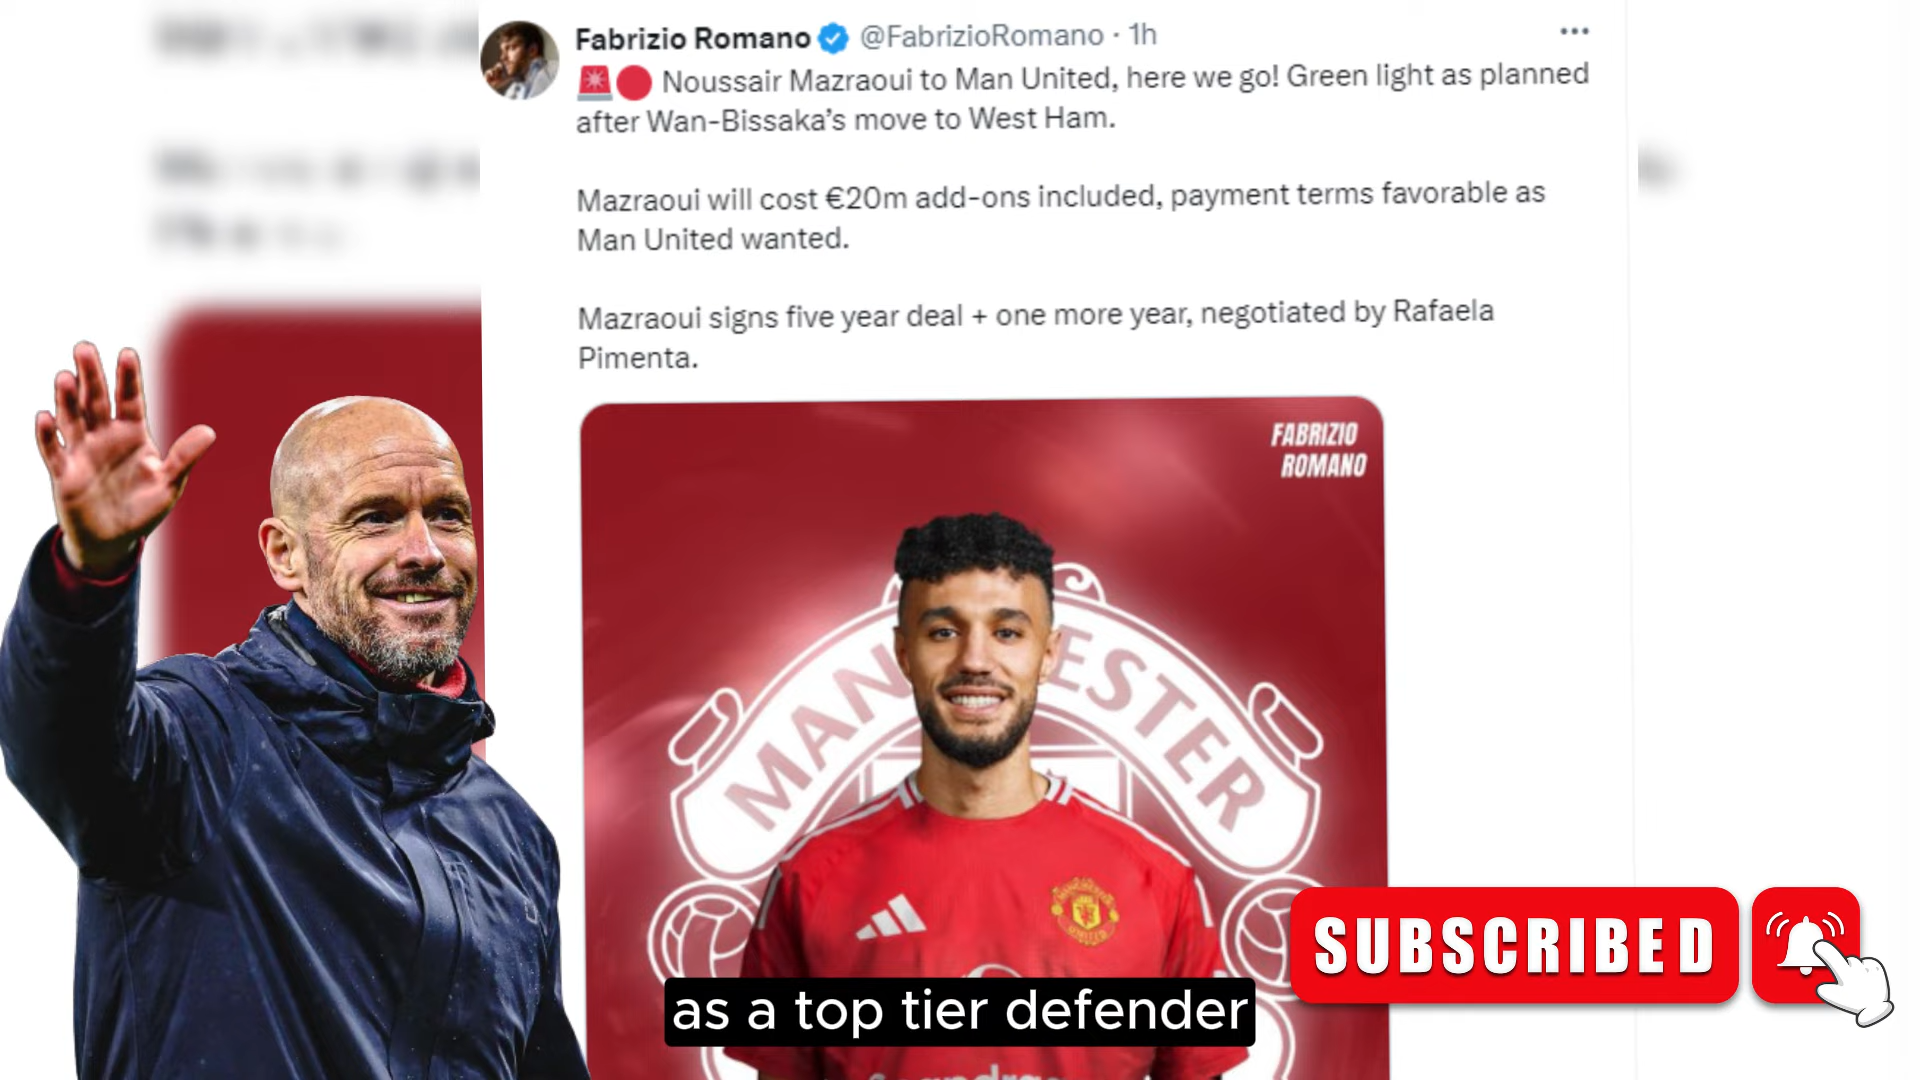 Fabrizio Romano @FabrizioRomano · 1h
Noussair Mazraoui to Man United, here we go! Green light as planned
after Wan-Bissaka’s move to West Ham.
Mazraoui will cost €20m add-ons included, payment terms favorable as
Man United wanted.
Mazraoui signs five year deal + one more year, negotiated by Rafaela
Pimenta.
FABRIZIO
ROMANO
MANCHESTER
SUBSCRIBED
as a top tier defender